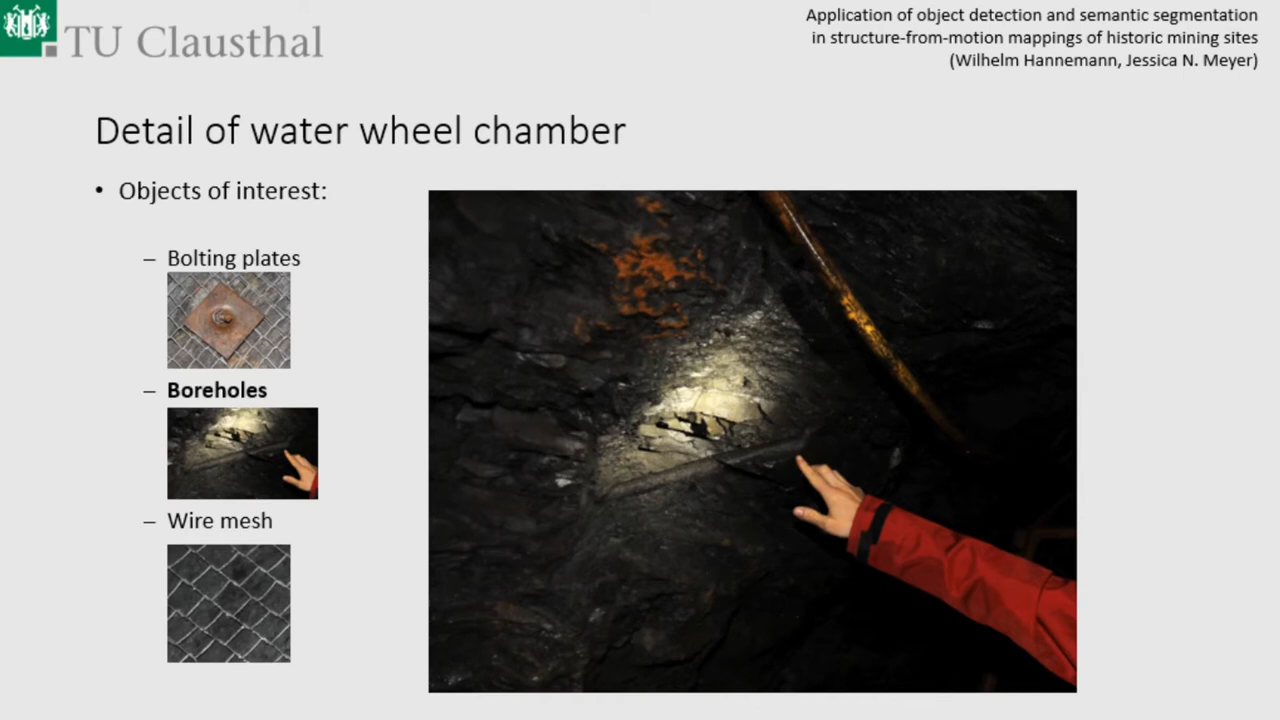 TU Clausthal
Application of object detection and semantic segmentation
in structure-from-motion mappings of historic mining sites
(Wilhelm Hannemann, Jessica N. Meyer)
Detail of water wheel chamber
• Objects of interest:
– Bolting plates
– Boreholes
– Wire mesh